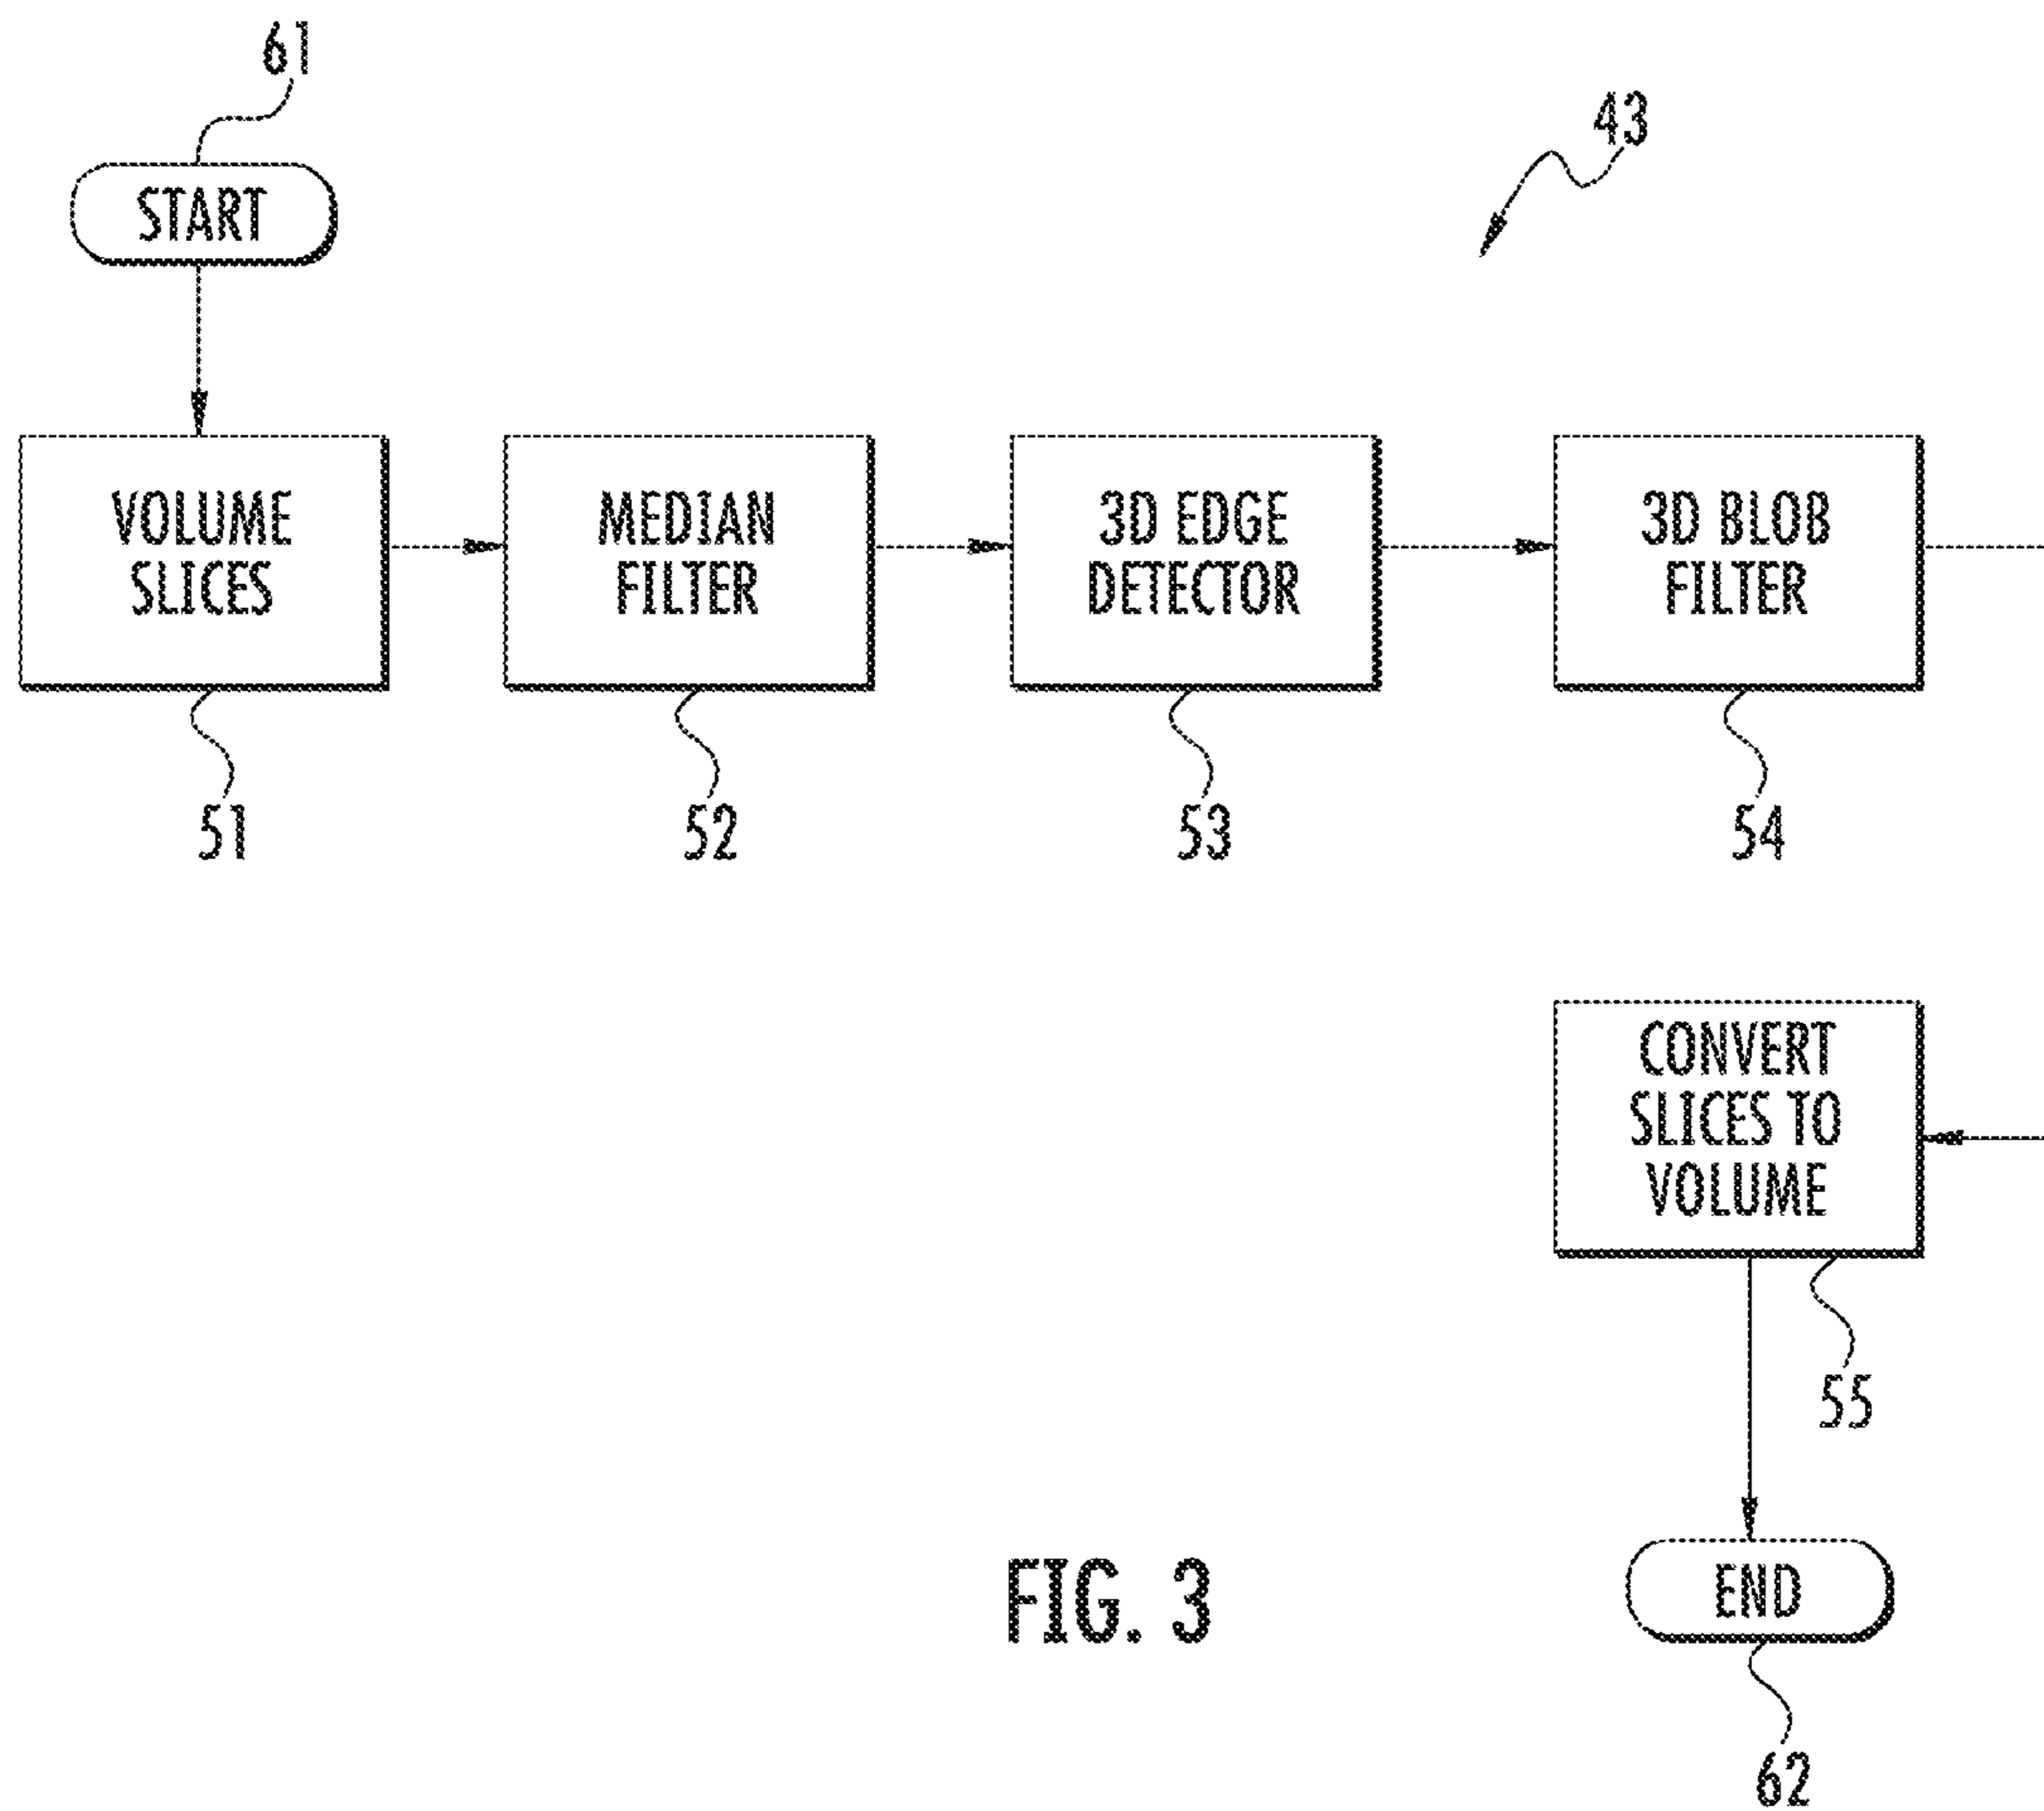 61
43
START
VOLUME
SLICES
MEDIAN
FILTER
3D EDGE
DETECTOR
3D BLOB
FILTER
51
52
53
54
CONVERT
SLICES TO
VOLUME
55
END
62
FIG. 3